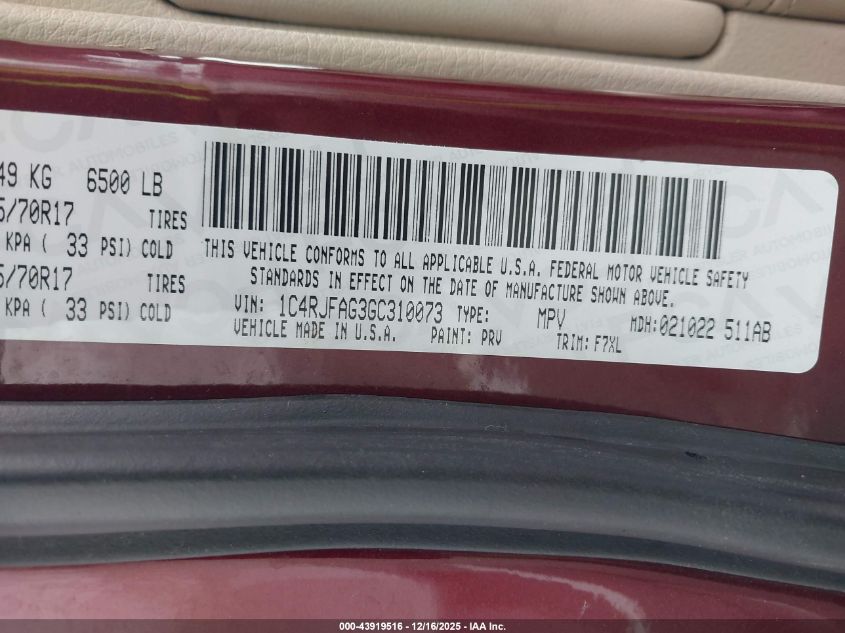 49 KG 6500 LB
5/70R17 TIRES
KPA ( 33 PSI) COLD
5/70R17 TIRES
KPA ( 33 PSI) COLD
THIS VEHICLE CONFORMS TO ALL APPLICABLE U.S.A. FEDERAL MOTOR VEHICLE SAFETY
STANDARDS IN EFFECT ON THE DATE OF MANUFACTURE SHOWN ABOVE.
VIN: 1C4RJFAG3GC310073 TYPE: MPV MDH:021022 511AB
VEHICLE MADE IN U.S.A. PAINT: PRV TRIM: F7XL
000-43919516 - 12/16/2025 - IAA Inc.